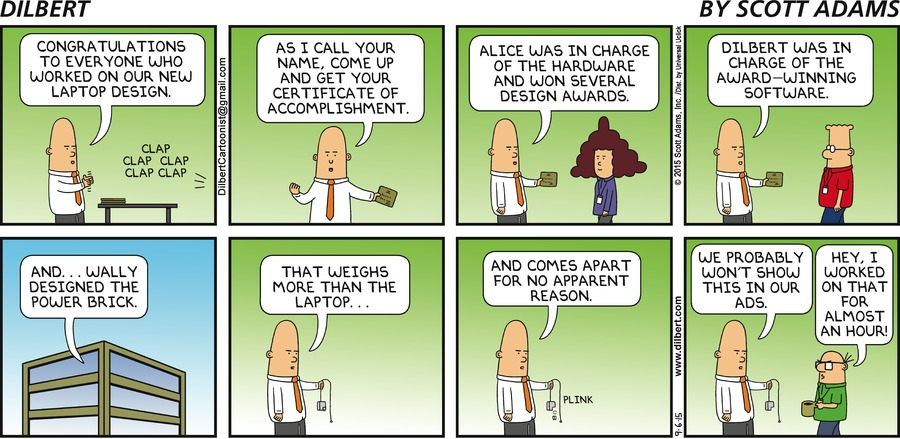 DILBERT
BY SCOTT ADAMS
CONGRATULATIONS
TO EVERYONE WHO
WORKED ON OUR NEW
LAPTOP DESIGN.
CLAP
CLAP CLAP
CLAP CLAP
DilbertCartoonist@gmail.com
AS I CALL YOUR
NAME, COME UP
AND GET YOUR
CERTIFICATE OF
ACCOMPLISHMENT.
ALICE WAS IN CHARGE
OF THE HARDWARE
AND WON SEVERAL
DESIGN AWARDS.
© 2015 Scott Adams, Inc. /Dist. by Universal Uclick
DILBERT WAS IN
CHARGE OF THE
AWARD-WINNING
SOFTWARE.
AND... WALLY
DESIGNED THE
POWER BRICK.
THAT WEIGHS
MORE THAN THE
LAPTOP...
AND COMES APART
FOR NO APPARENT
REASON.
PLINK
9-6-15
www.dilbert.com
WE PROBABLY
WON'T SHOW
THIS IN OUR
ADS.
HEY, I
WORKED
ON THAT
FOR
ALMOST
AN HOUR!